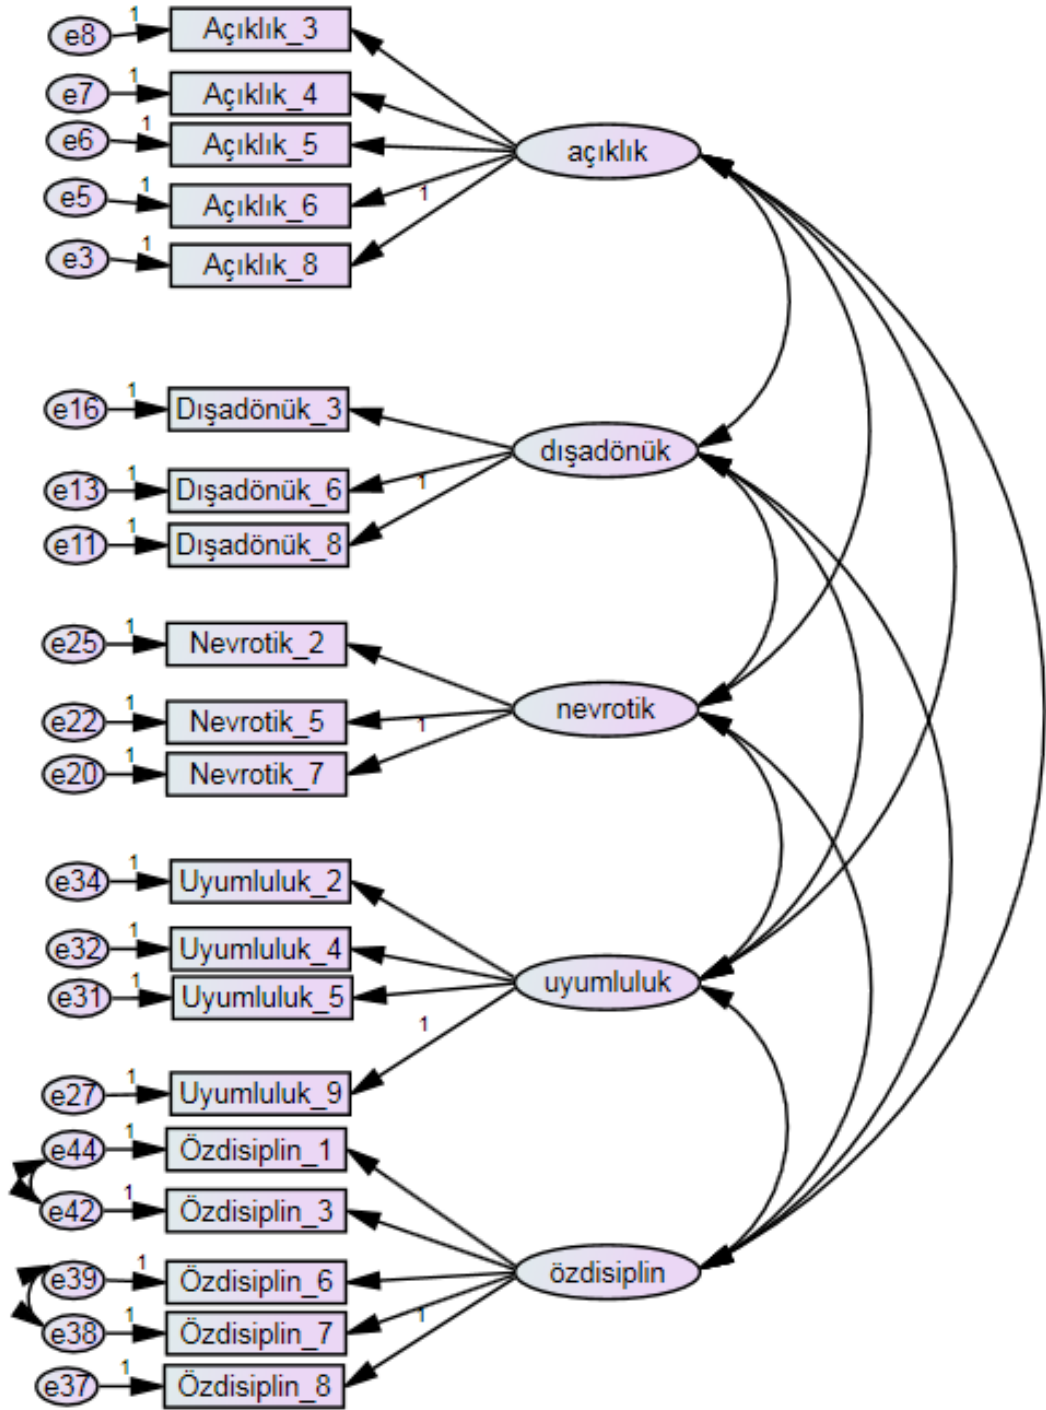 e8 1 Açıklık_3
e7 1 Açıklık_4
e6 1 Açıklık_5
e5 1 Açıklık_6
e3 1 Açıklık_8
1
açıklık
e16 1 Dışadönük_3
e13 1 Dışadönük_6
e11 1 Dışadönük_8
1
dışadönük
e25 1 Nevrotik_2
e22 1 Nevrotik_5
e20 1 Nevrotik_7
1
nevrotik
e34 1 Uyumluluk_2
e32 1 Uyumluluk_4
e31 1 Uyumluluk_5
e27 1 Uyumluluk_9
1
uyumluluk
e44 1 Özdisiplin_1
e42 1 Özdisiplin_3
e39 1 Özdisiplin_6
e38 1 Özdisiplin_7
e37 1 Özdisiplin_8
1
özdisiplin